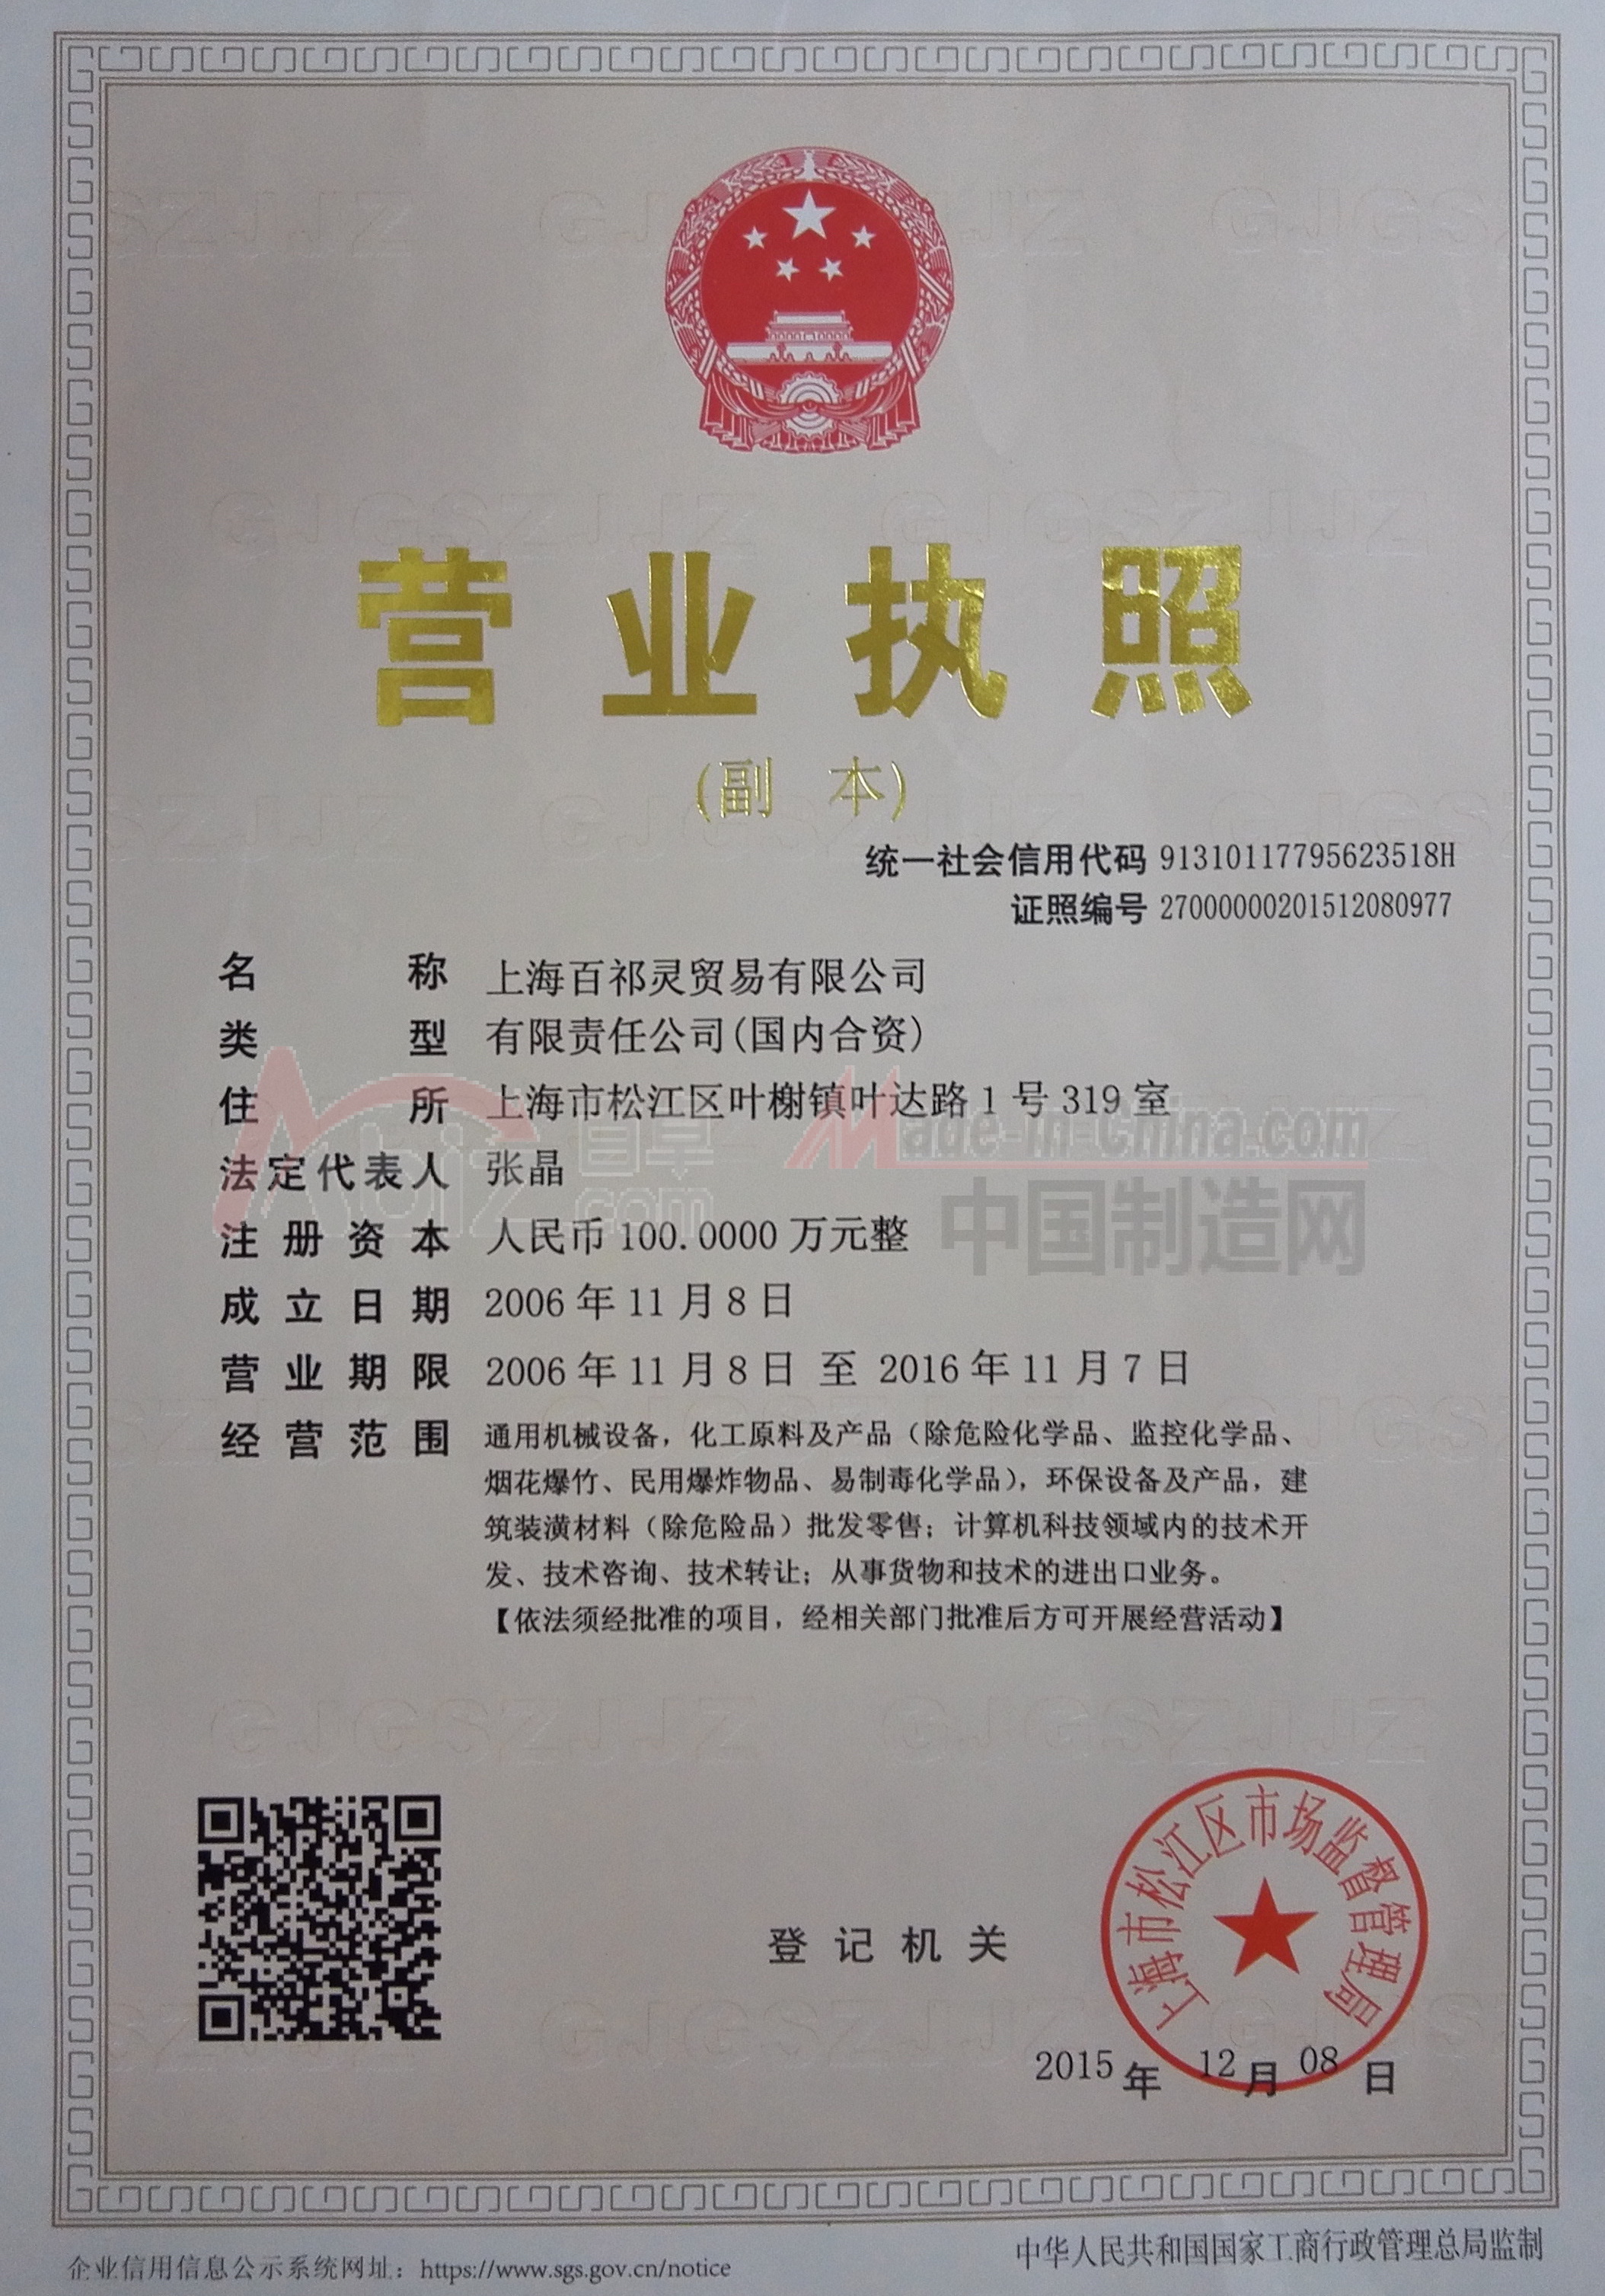 营业执照
(副 本)
统一社会信用代码 91310117795623518H
证照编号 27000000201512080977
名称 上海百祁灵贸易有限公司
类型 有限责任公司(国内合资)
住所 上海市松江区叶榭镇叶达路1号319室
法定代表人 张晶
注册资本 人民币100.0000万元整
成立日期 2006年11月8日
营业期限 2006年11月8日 至 2016年11月7日
经营范围 通用机械设备，化工原料及产品（除危险化学品、监控化学品、
烟花爆竹、民用爆炸物品、易制毒化学品），环保设备及产品，建
筑装潢材料（除危险品）批发零售；计算机科技领域内的技术开
发、技术咨询、技术转让；从事货物和技术的进出口业务。
【依法须经批准的项目，经相关部门批准后方可开展经营活动】
Made-in-China.com
中国制造网
登记机关
上海市松江区市场监督管理局
2015年12月08日
企业信用信息公示系统网址：https://www.sgs.gov.cn/notice
中华人民共和国国家工商行政管理总局监制